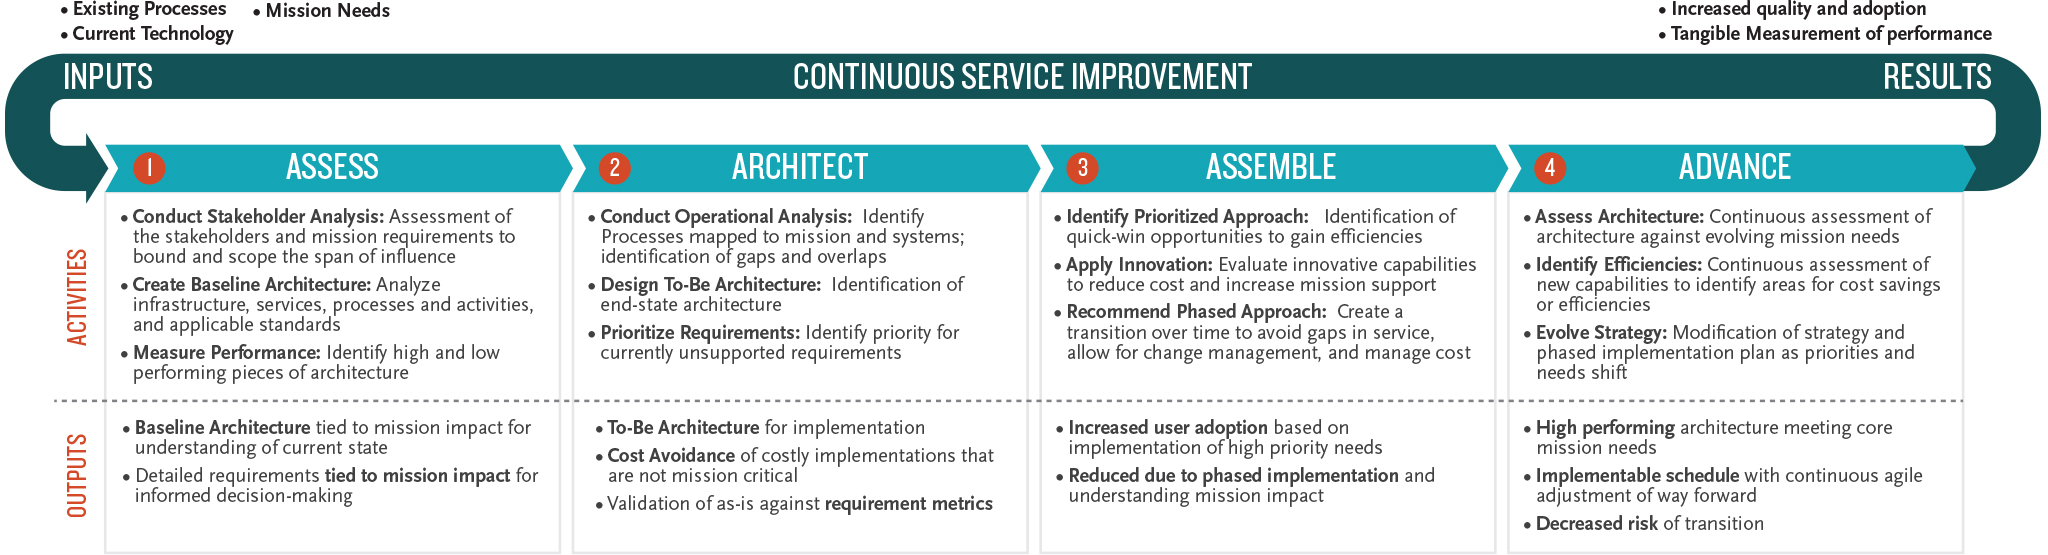 • Existing Processes • Mission Needs
• Current Technology
• Increased quality and adoption
• Tangible Measurement of performance
INPUTS CONTINUOUS SERVICE IMPROVEMENT RESULTS
1 ASSESS
2 ARCHITECT
3 ASSEMBLE
4 ADVANCE
ACTIVITIES
• Conduct Stakeholder Analysis: Assessment of
the stakeholders and mission requirements to
bound and scope the span of influence
• Create Baseline Architecture: Analyze
infrastructure, services, processes and activities,
and applicable standards
• Measure Performance: Identify high and low
performing pieces of architecture
• Conduct Operational Analysis: Identify
Processes mapped to mission and systems;
identification of gaps and overlaps
• Design To-Be Architecture: Identification of
end-state architecture
• Prioritize Requirements: Identify priority for
currently unsupported requirements
• Identify Prioritized Approach: Identification of
quick-win opportunities to gain efficiencies
• Apply Innovation: Evaluate innovative capabilities
to reduce cost and increase mission support
• Recommend Phased Approach: Create a
transition over time to avoid gaps in service,
allow for change management, and manage cost
• Assess Architecture: Continuous assessment of
architecture against evolving mission needs
• Identify Efficiencies: Continuous assessment of
new capabilities to identify areas for cost savings
or efficiencies
• Evolve Strategy: Modification of strategy and
phased implementation plan as priorities and
needs shift
OUTPUTS
• Baseline Architecture tied to mission impact for
understanding of current state
• Detailed requirements tied to mission impact for
informed decision-making
• To-Be Architecture for implementation
• Cost Avoidance of costly implementations that
are not mission critical
• Validation of as-is against requirement metrics
• Increased user adoption based on
implementation of high priority needs
• Reduced due to phased implementation and
understanding mission impact
• High performing architecture meeting core
mission needs
• Implementable schedule with continuous agile
adjustment of way forward
• Decreased risk of transition